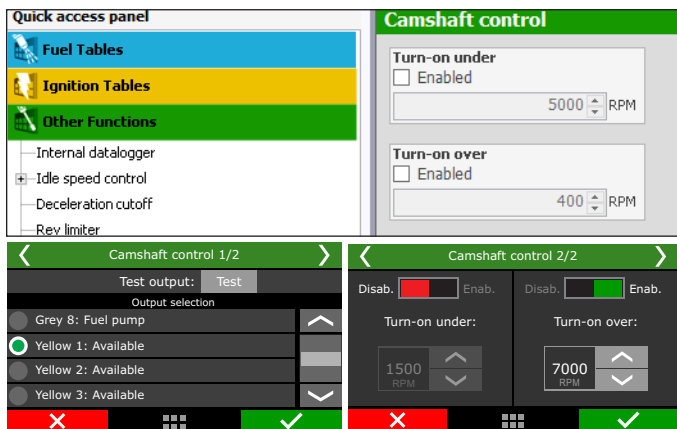 Quick access panel
Fuel Tables
Ignition Tables
Other Functions
Internal datalogger
Idle speed control
Deceleration cutoff
Rev limiter
Camshaft control
Turn-on under
Enabled
5000 RPM
Turn-on over
Enabled
400 RPM
Camshaft control 1/2
Test output: Test
Output selection
Grey 8: Fuel pump
Yellow 1: Available
Yellow 2: Available
Yellow 3: Available
Camshaft control 2/2
Disab. Enab. Disab. Enab.
Turn-on under: Turn-on over:
1500 7000
RPM RPM